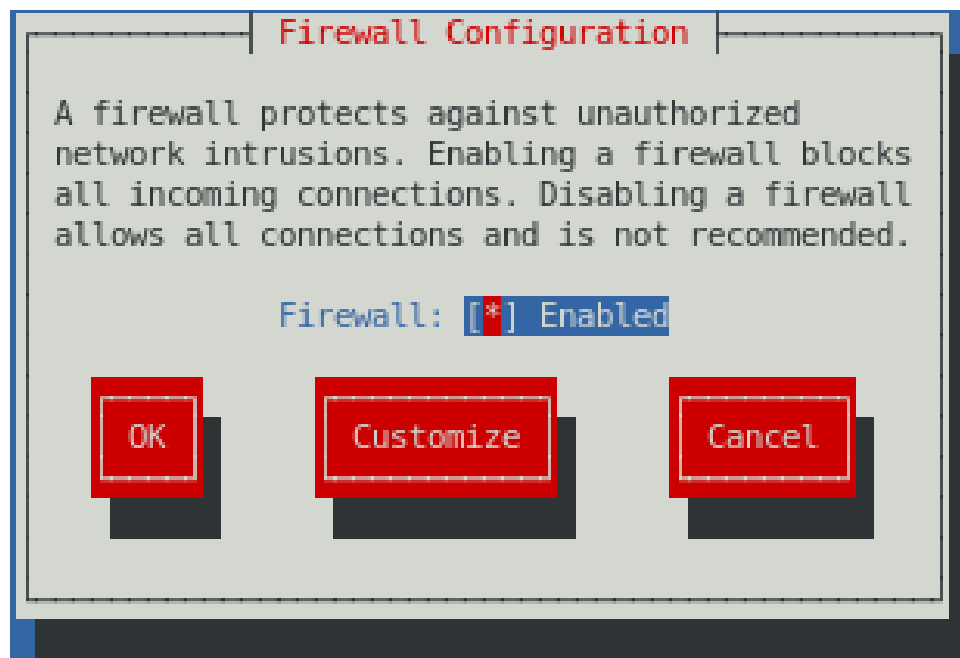 Firewall Configuration
A firewall protects against unauthorized
network intrusions. Enabling a firewall blocks
all incoming connections. Disabling a firewall
allows all connections and is not recommended.
Firewall: [*] Enabled
OK Customize Cancel